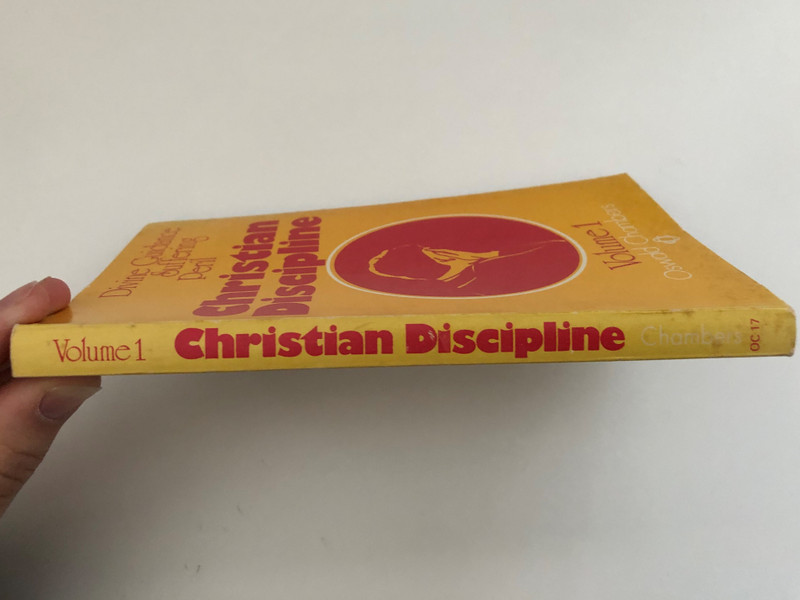 Divine Guidance
Suffering
Peril
Christian
Discipline
Volume 1
Oswald Chambers
Volume 1 Christian Discipline Chambers OC 17